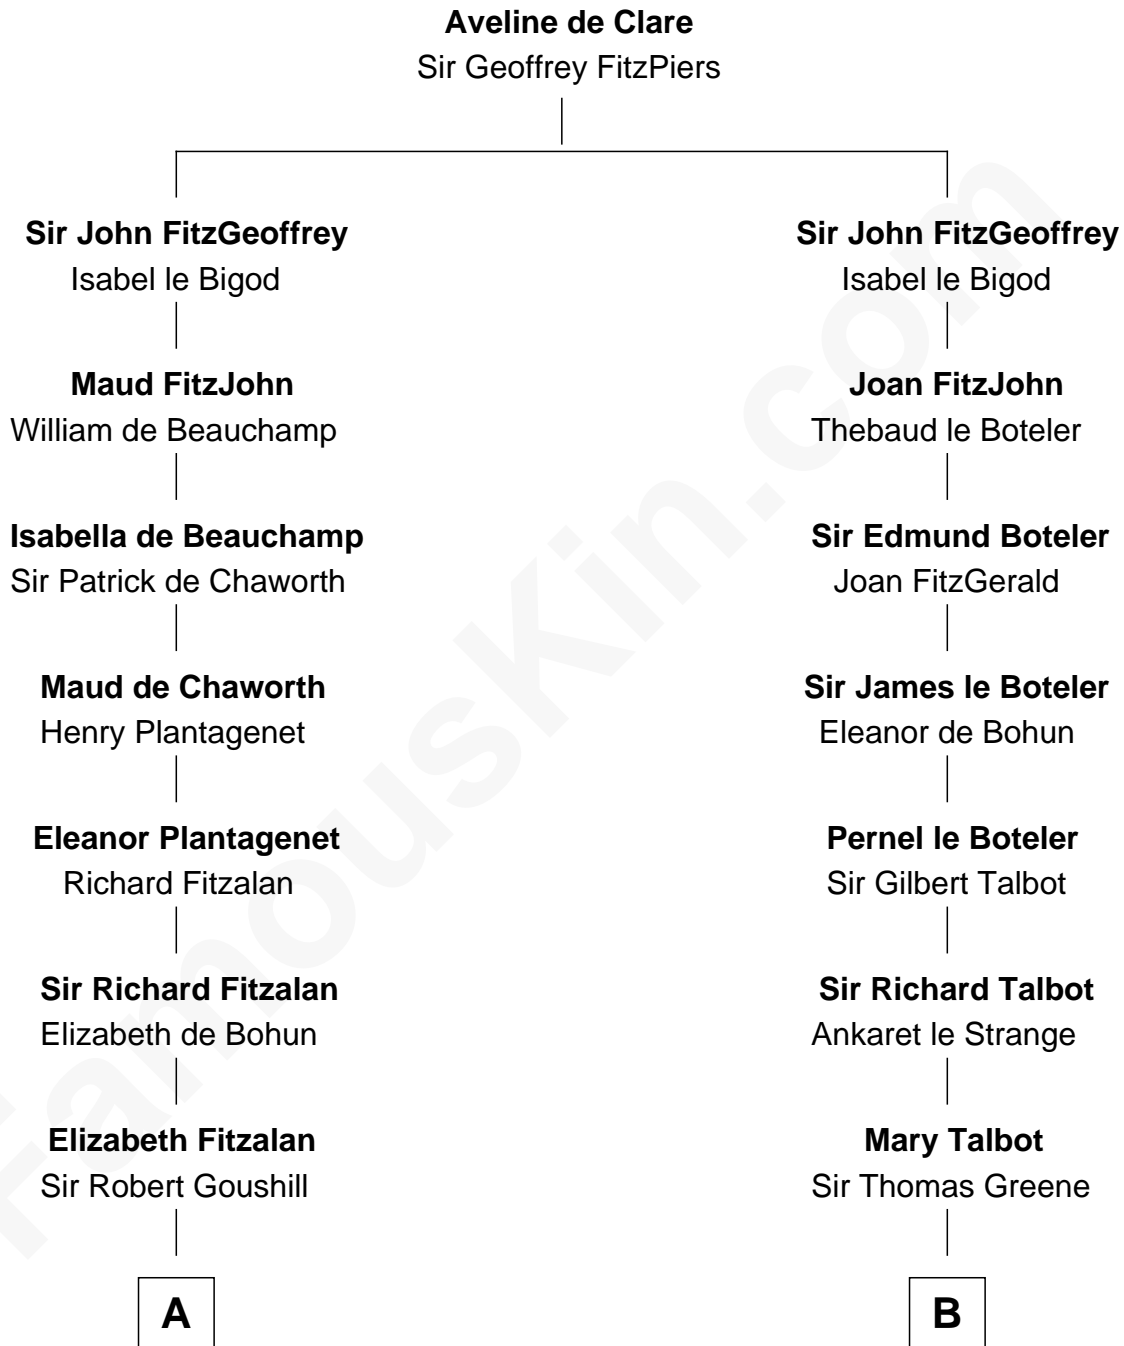 Aveline de Clare
Sir Geoffrey FitzPiers
Sir John FitzGeoffrey
Isabel le Bigod
Maud FitzJohn
William de Beauchamp
Isabella de Beauchamp
Sir Patrick de Chaworth
Maud de Chaworth
Henry Plantagenet
Eleanor Plantagenet
Richard Fitzalan
Sir Richard Fitzalan
Elizabeth de Bohun
Elizabeth Fitzalan
Sir Robert Goushill
A
Sir John FitzGeoffrey
Isabel le Bigod
Joan FitzJohn
Thebaud le Boteler
Sir Edmund Boteler
Joan FitzGerald
Sir James le Boteler
Eleanor de Bohun
Pernel le Boteler
Sir Gilbert Talbot
Sir Richard Talbot
Ankaret le Strange
Mary Talbot
Sir Thomas Greene
B
FamousKin.com